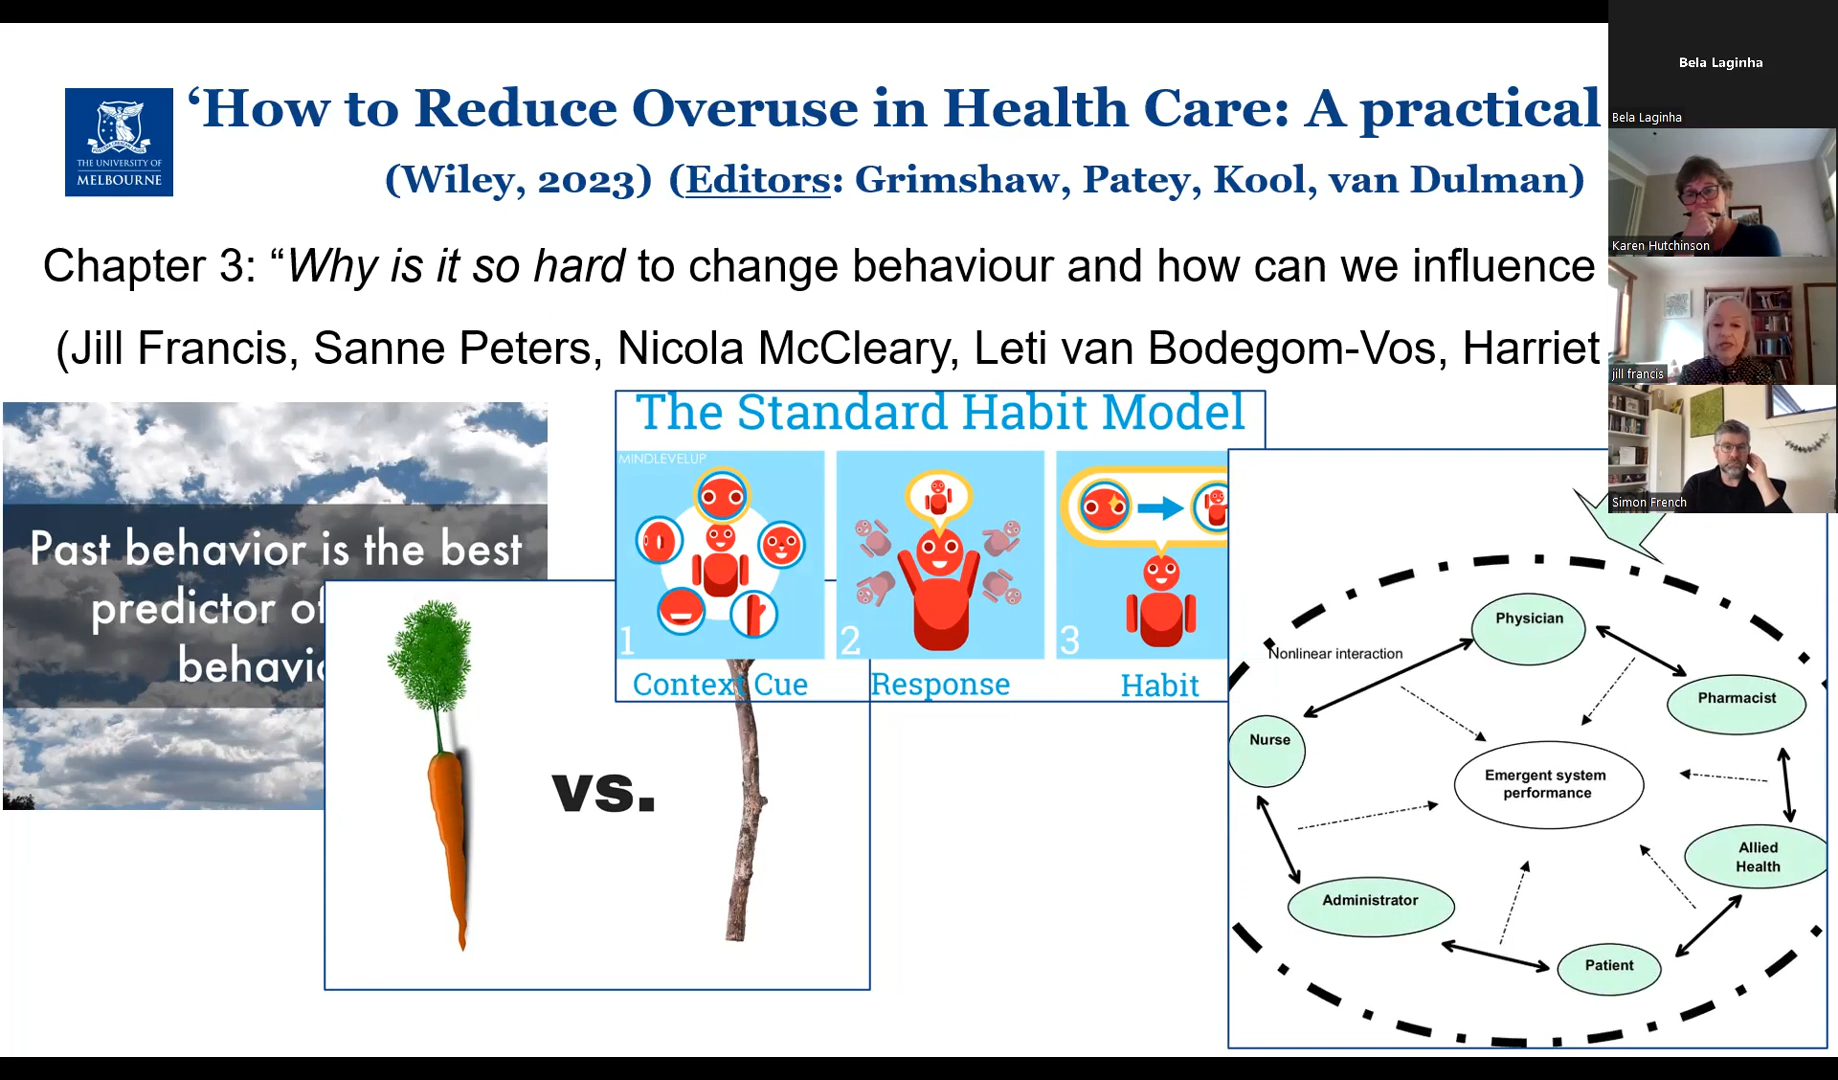 THE UNIVERSITY OF
MELBOURNE
‘How to Reduce Overuse in Health Care: A practical
(Wiley, 2023) (Editors: Grimshaw, Patey, Kool, van Dulman)
Chapter 3: “Why is it so hard to change behaviour and how can we influence
(Jill Francis, Sanne Peters, Nicola McCleary, Leti van Bodegom-Vos, Harriet
Past behavior is the best
predictor of
behavio
vs.
The Standard Habit Model
MINDLEVELUP
1
2
3
Context Cue
Response
Habit
Nonlinear interaction
Physician
Pharmacist
Nurse
Emergent system
performance
Allied
Health
Administrator
Patient
Bela Laginha
Bela Laginha
Karen Hutchinson
jill francis
Simon French